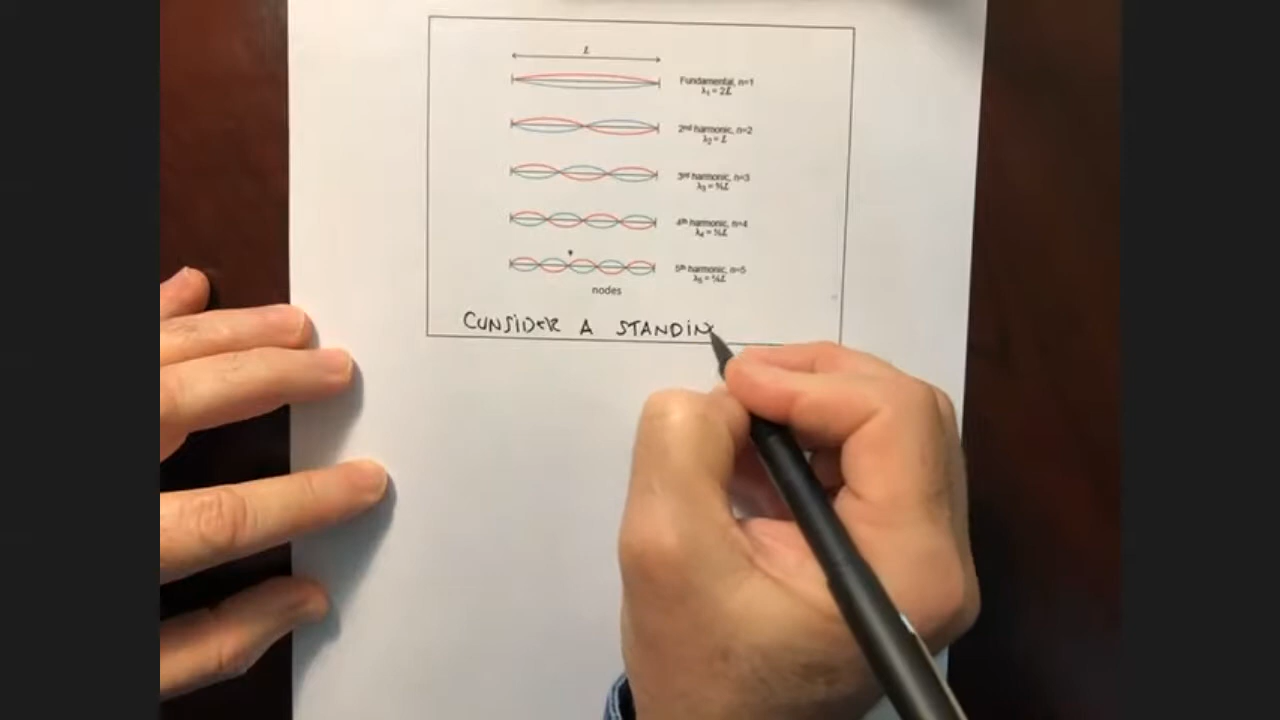 ℓ
Fundamental, n=1
λ₁ = 2ℓ
2nd harmonic, n=2
λ₂ = ℓ
3rd harmonic, n=3
λ₃ = ⅔ℓ
4th harmonic, n=4
λ₄ = ½ℓ
5th harmonic, n=5
λ₅ = ⅖ℓ
nodes
CONSIDER A STANDIN